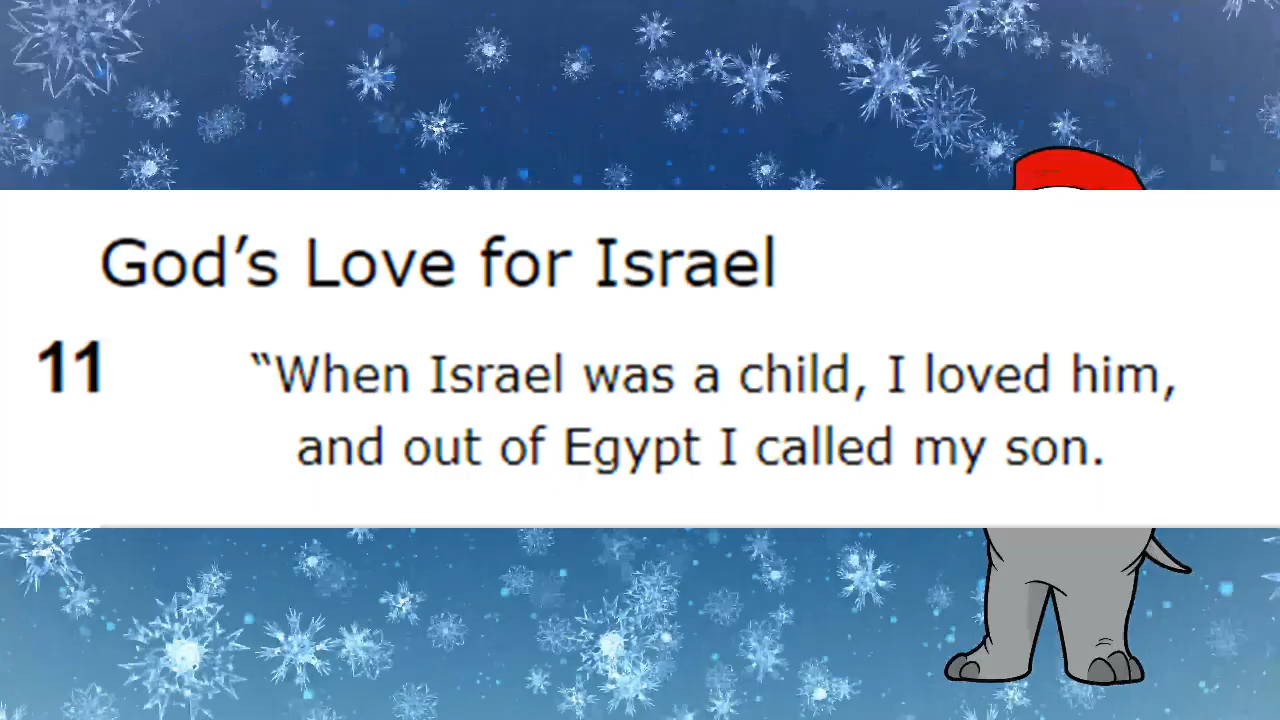 God’s Love for Israel
11 “When Israel was a child, I loved him,
and out of Egypt I called my son.